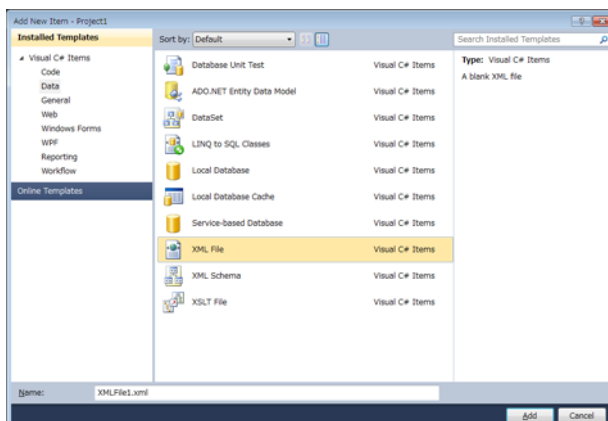 Add New Item - Project1
Installed Templates
Sort by: Default
Search Installed Templates
Visual C# Items
Code
Data
General
Web
Windows Forms
WPF
Reporting
Workflow
Online Templates
Database Unit Test Visual C# Items
ADO.NET Entity Data Model Visual C# Items
DataSet Visual C# Items
LINQ to SQL Classes Visual C# Items
Local Database Visual C# Items
Local Database Cache Visual C# Items
Service-based Database Visual C# Items
XML File Visual C# Items
XML Schema Visual C# Items
XSLT File Visual C# Items
Type: Visual C# Items
A blank XML file
Name: XMLFile1.xml
Add Cancel